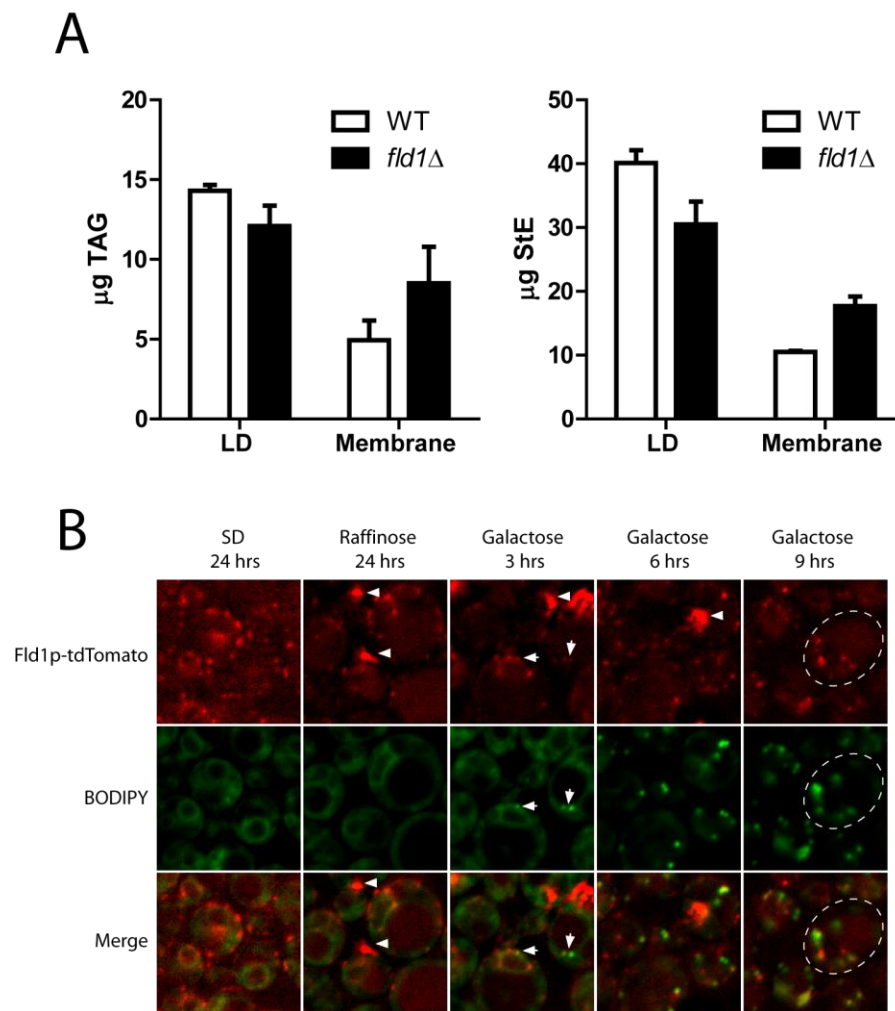 A
20
15
10
5
0
µg TAG
WT
fld1Δ
LD
Membrane
50
40
30
20
10
0
µg StE
WT
fld1Δ
LD
Membrane
B
SD
24 hrs
Raffinose
24 hrs
Galactose
3 hrs
Galactose
6 hrs
Galactose
9 hrs
Fld1p-tdTomato
BODIPY
Merge